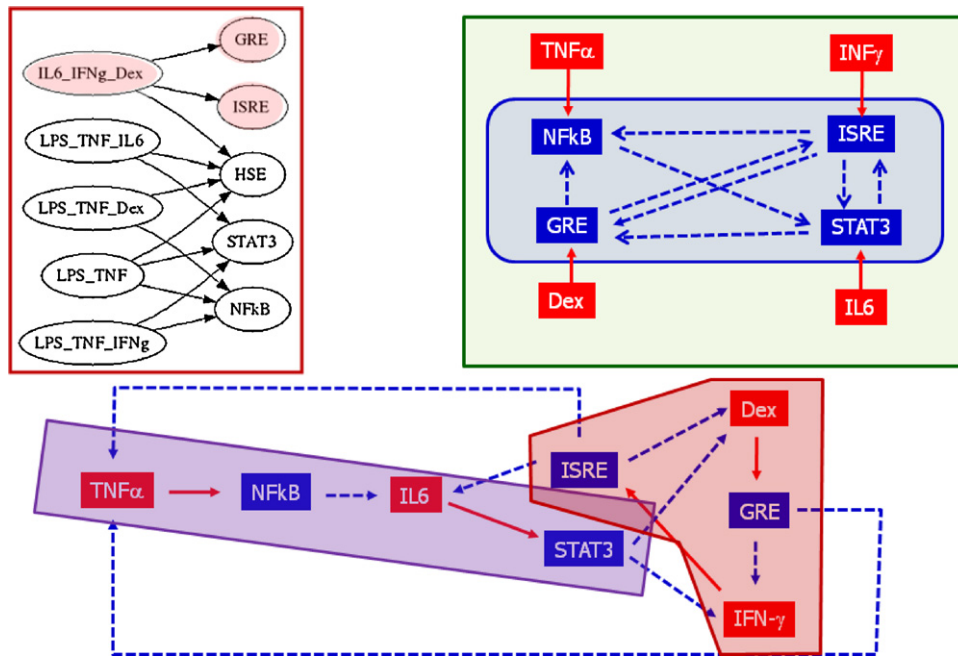 GRE
IL6_IFNg_Dex
ISRE
LPS_TNF_IL6
HSE
LPS_TNF_Dex
STAT3
LPS_TNF
NFkB
LPS_TNF_IFNg
TNFα
INFγ
NFkB
ISRE
GRE
STAT3
Dex
IL6
Dex
ISRE
TNFα
NFkB
IL6
GRE
STAT3
IFN-γ